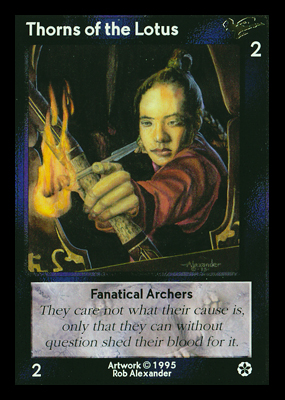 Thorns of the Lotus
2
Alexander
Fanatical Archers
They care not what their cause is,
only that they can without
question shed their blood for it.
Artwork © 1995
2
Rob Alexander